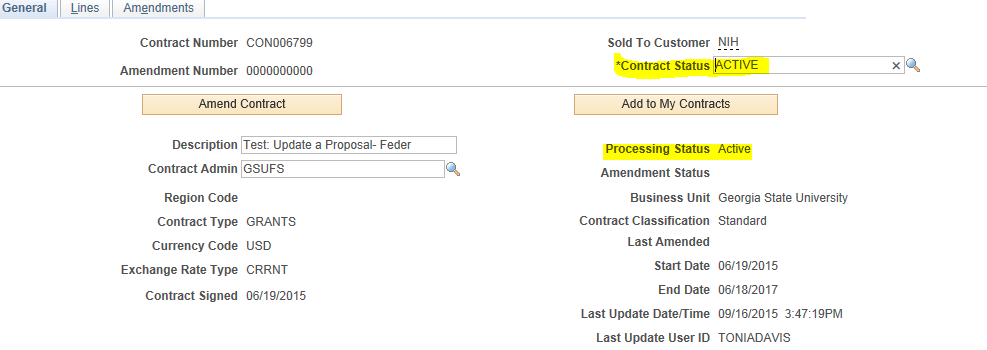 General Lines Amendments
Contract Number CON006799 Sold To Customer NIH
*Contract Status ACTIVE
Amendment Number 0000000000
Amend Contract Add to My Contracts
Description Test: Update a Proposal- Feder
Processing Status Active
Contract Admin GSUFS
Amendment Status
Region Code Business Unit Georgia State University
Contract Type GRANTS Contract Classification Standard
Currency Code USD Last Amended
Exchange Rate Type CRRNT Start Date 06/19/2015
Contract Signed 06/19/2015 End Date 06/18/2017
Last Update Date/Time 09/16/2015 3:47:19PM
Last Update User ID TONIADAVIS